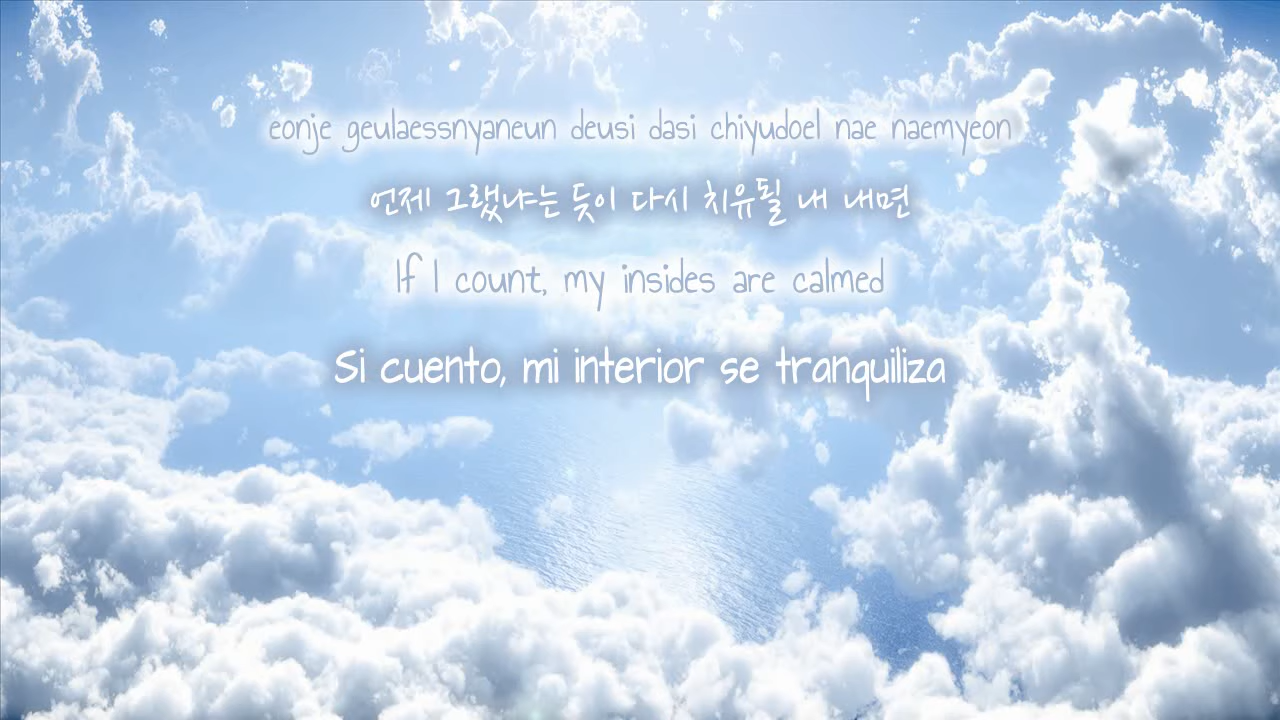 eonje geulaessnyaneun deusi dasi chiyudoel nae naemyeon
언제 그랬냐는 듯이 다시 치유될 내 내면
If I count, my insides are calmed
Si cuento, mi interior se tranquiliza